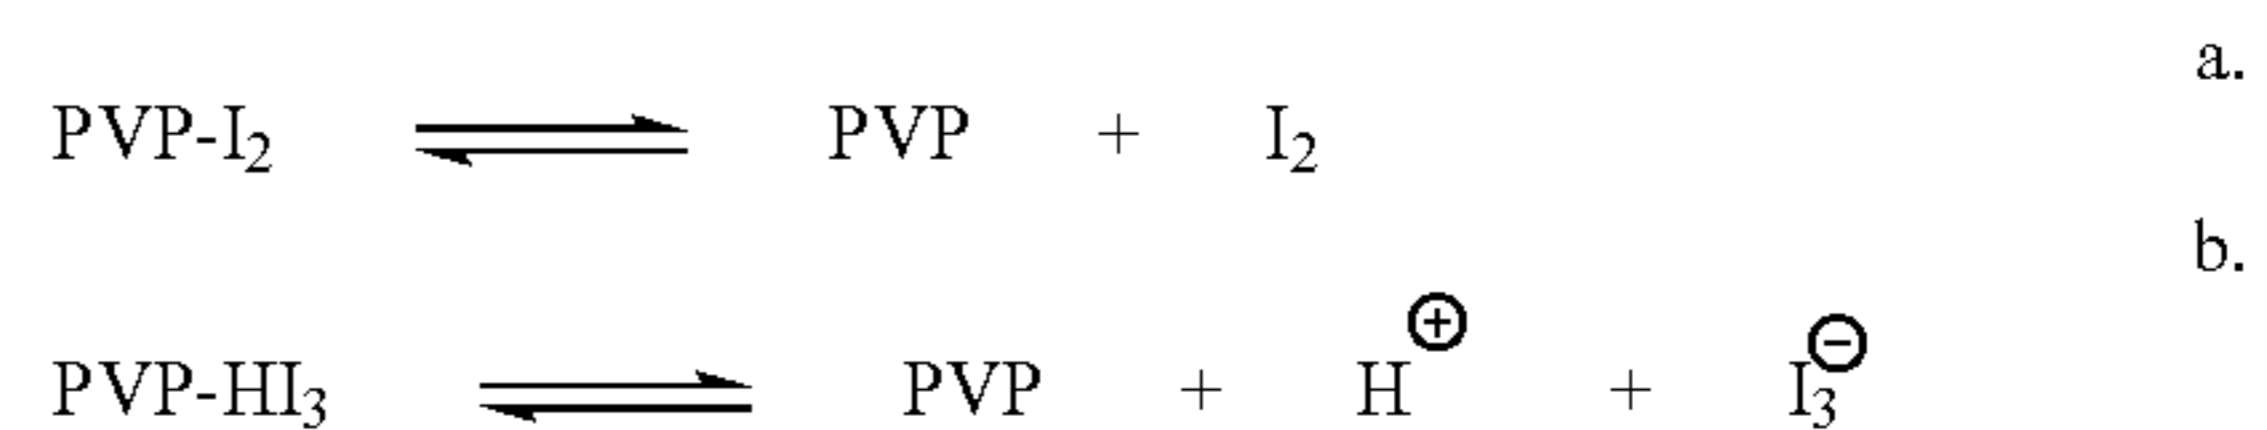 a.
PVP-I₂ ⇌ PVP + I₂
b.
PVP-HI₃ ⇌ PVP + H⊕ + I₃⊖